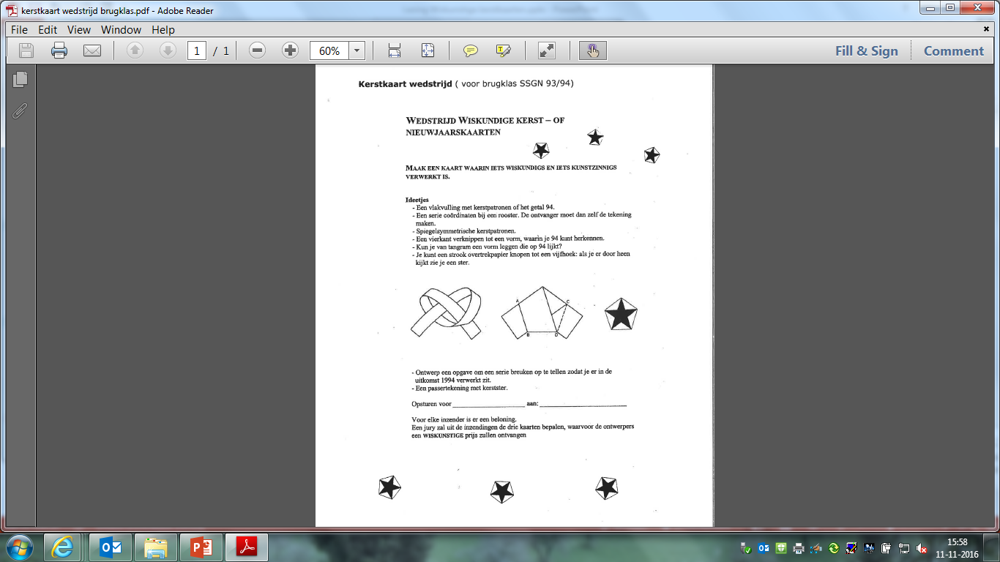 kerstkaart wedstrijd brugklas.pdf - Adobe Reader
File Edit View Window Help
1 / 1
60%
Fill & Sign
Comment
Kerstkaart wedstrijd ( voor brugklas SSGN 93/94)
WEDSTRIJD WISKUNDIGE KERST – OF
NIEUWJAARSKAARTEN
MAAK EEN KAART WAARIN IETS WISKUNDIGS EN IETS KUNSTZINNIGS
VERWERKT IS.
Ideetjes
- Een vlakvulling met kerstpatronen of het getal 94.
- Een serie coördinaten bij een rooster. De ontvanger moet dan zelf de tekening
maken.
- Spiegelsymmetrische kerstpatronen.
- Een vierkant verknippen tot een vorm, waarin je 94 kunt herkennen.
- Kun je van tangram een vorm leggen die op 94 lijkt?
- Je kunt een strook overtrekpapier knopen tot een vijfhoek: als je er door heen
kijkt zie je een ster.
A
C
B
D
- Ontwerp een opgave om een serie breuken op te tellen zodat je er in de
uitkomst 1994 verwerkt zit.
- Een passertekening met kerstster.
Opsturen voor ____________________ aan: ________________________
Voor elke inzender is er een beloning.
Een jury zal uit de inzendingen de drie kaarten bepalen, waarvoor de ontwerpers
een WISKUNSTIGE prijs zullen ontvangen
15:58
11-11-2016